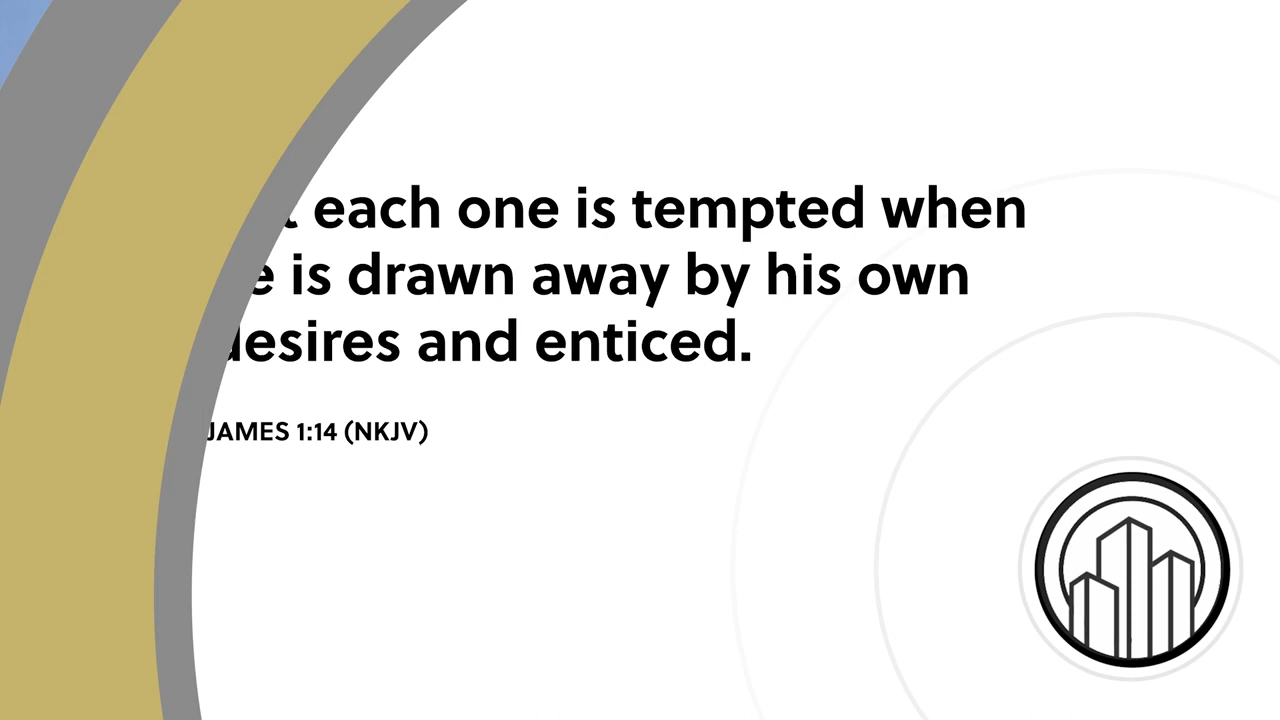 each one is tempted when
is drawn away by his own
desires and enticed.
JAMES 1:14 (NKJV)